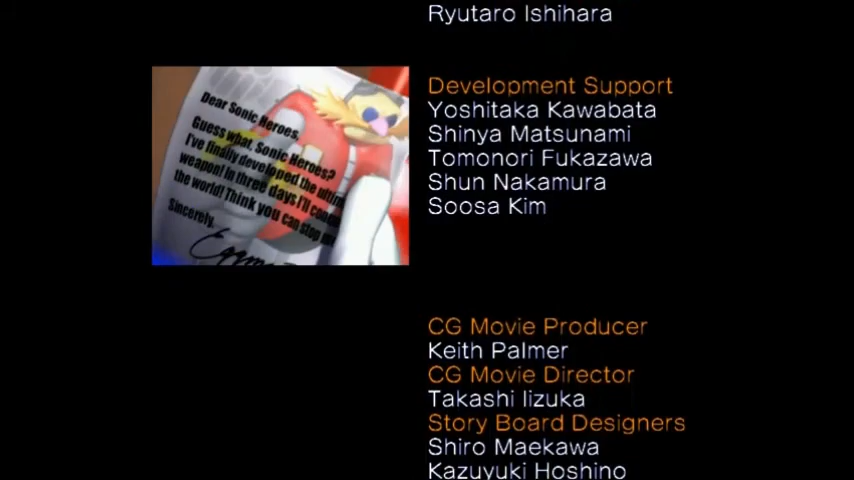 Ryutaro Ishihara
Dear Sonic Heroes,
Guess what, Sonic Heroes?
I've finally developed the
weapon! In three days I'll
the world! Think you can stop
Sincerely,
Development Support
Yoshitaka Kawabata
Shinya Matsunami
Tomonori Fukazawa
Shun Nakamura
Soosa Kim
CG Movie Producer
Keith Palmer
CG Movie Director
Takashi Iizuka
Story Board Designers
Shiro Maekawa
Kazuyuki Hoshino